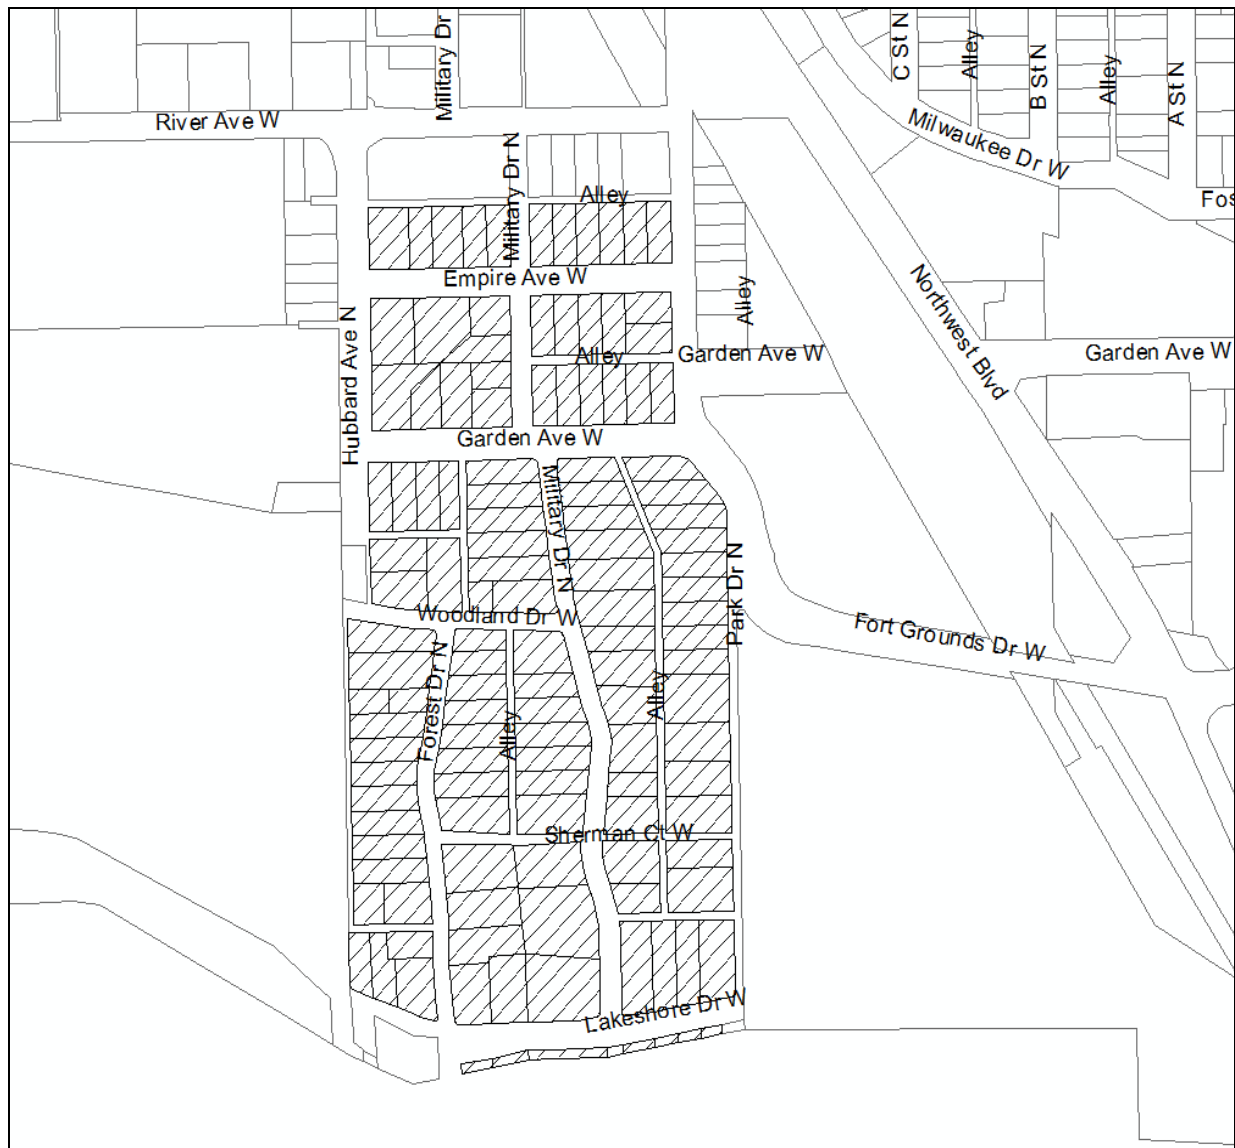 Military Dr
C St N
Alley
B St N
Alley
A St N
River Ave W
Milwaukee Dr W
Military Dr N
Alley
Fos
Empire Ave W
Alley
Northwest Blvd
Hubbard Ave N
Alley
Garden Ave W
Garden Ave W
Garden Ave W
Military Dr N
Park Dr N
Woodland Dr W
Fort Grounds Dr W
Forest Dr N
Alley
Alley
Sherman Ct W
Lakeshore Dr W